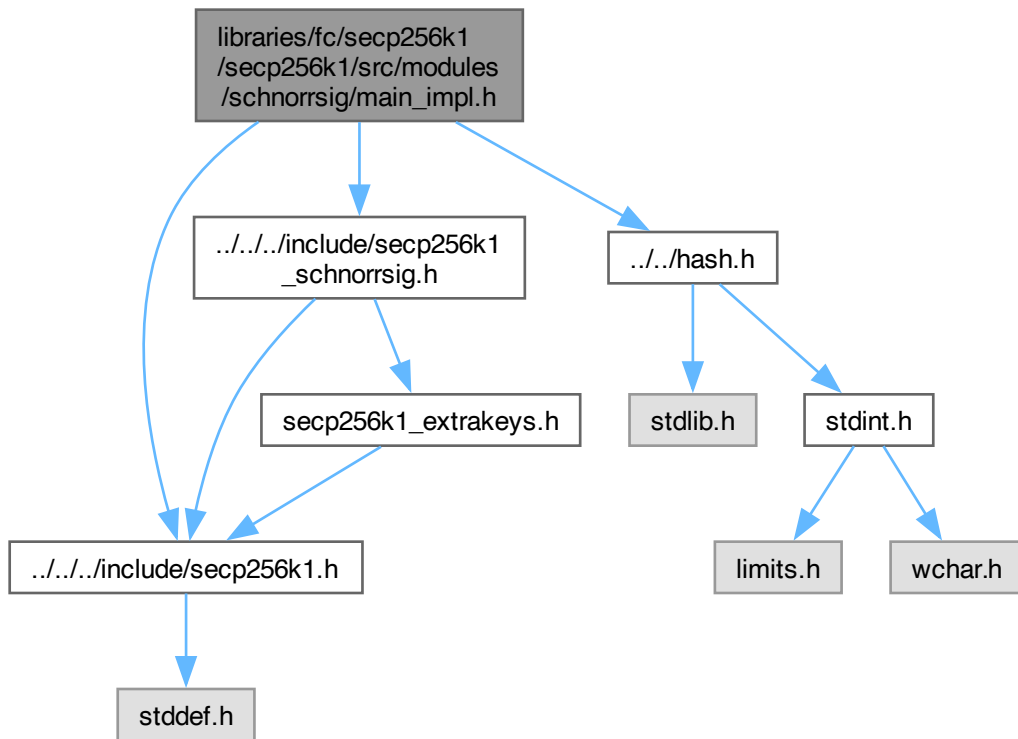 libraries/fc/secp256k1
/secp256k1/src/modules
/schnorrsig/main_impl.h
../../../include/secp256k1
_schnorrsig.h
../../hash.h
secp256k1_extrakeys.h
stdlib.h
stdint.h
../../../include/secp256k1.h
limits.h
wchar.h
stddef.h